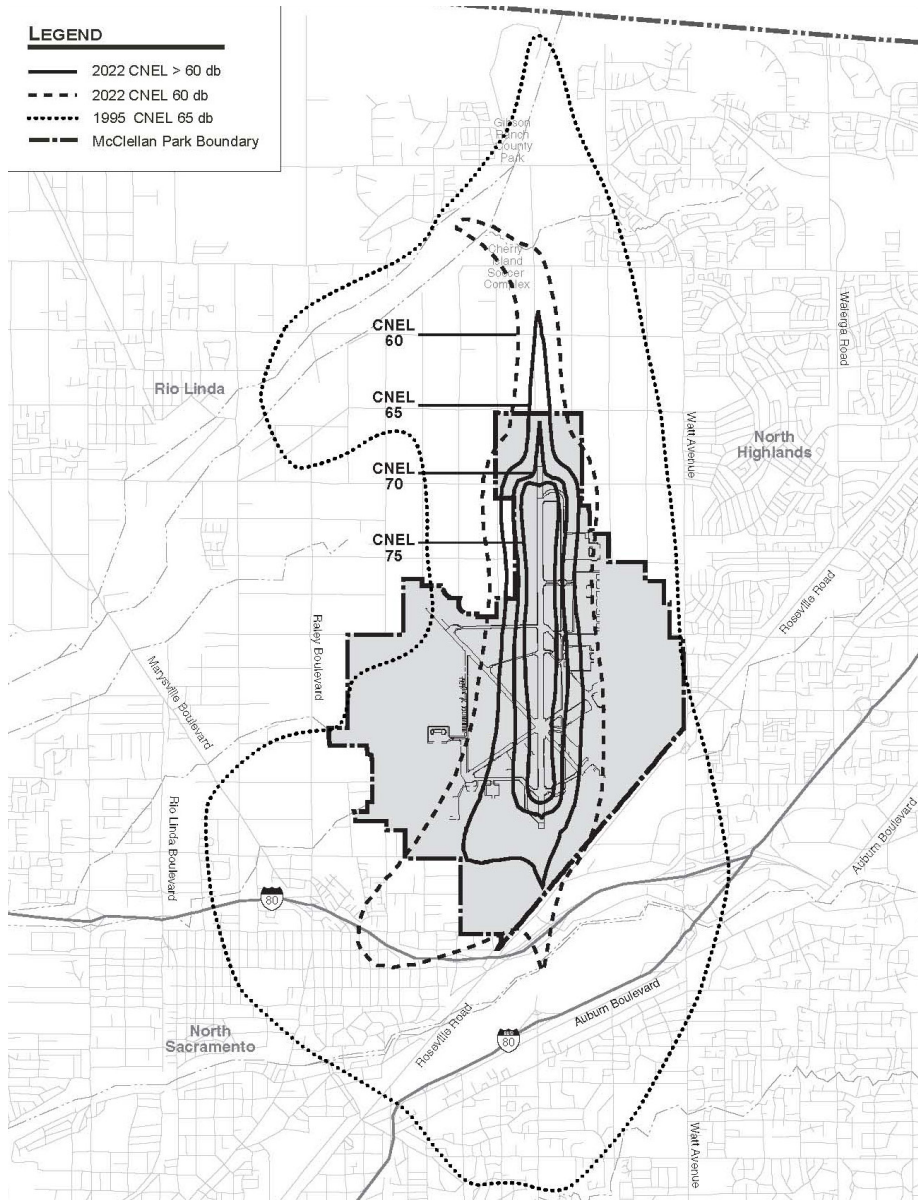 LEGEND
2022 CNEL > 60 db
2022 CNEL 60 db
1995 CNEL 65 db
McClellan Park Boundary
Gibson
Ranch
County
Park
Cherry
Island
Soccer
Complex
CNEL
60
Walerga Road
Rio Linda
CNEL
65
Watt Avenue
North
Highlands
CNEL
70
CNEL
75
Roseville Road
Raley Boulevard
Marysville Boulevard
Rio Linda Boulevard
Auburn Boulevard
80
North
Sacramento
Roseville Road
Auburn Boulevard
80
Watt Avenue